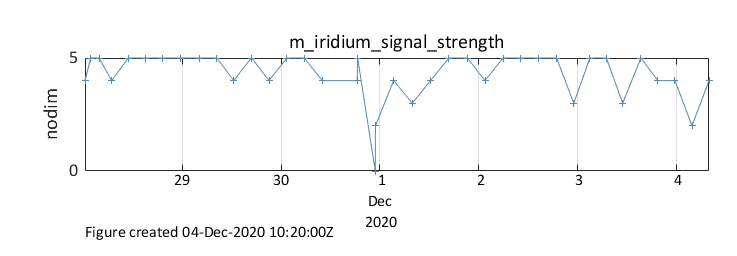 m_iridium_signal_strength
5
nodim
0
29 30 1 2 3 4
Dec
2020
Figure created 04-Dec-2020 10:20:00Z